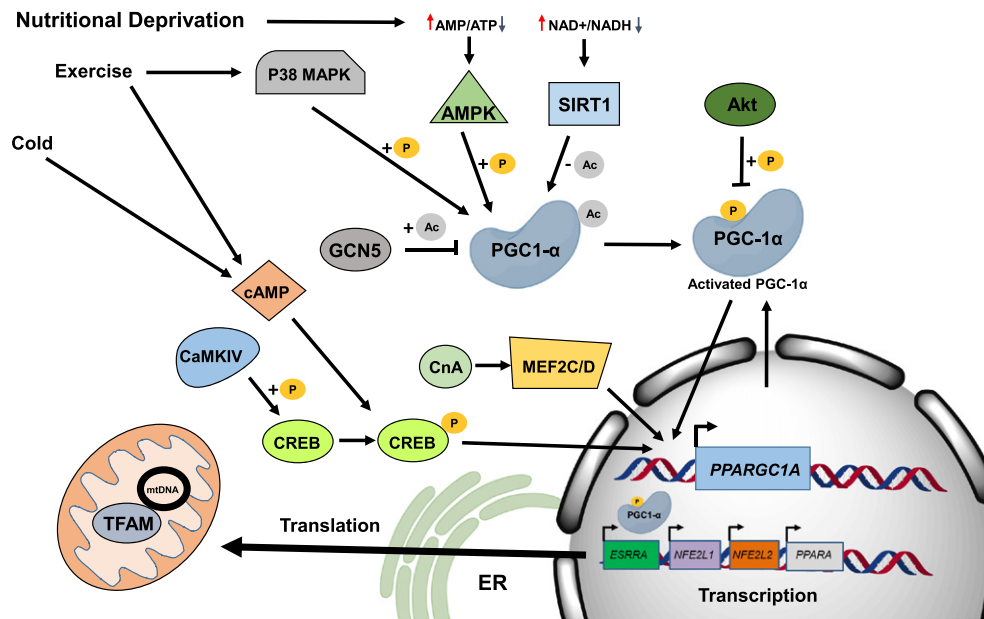 Nutritional Deprivation
AMP/ATP
NAD+/NADH
Exercise
P38 MAPK
AMPK
SIRT1
Akt
Cold
+ P
+ P
- Ac
+ P
GCN5
+ Ac
PGC1-α
Ac
P
PGC-1α
Activated PGC-1α
cAMP
CaMKIV
+ P
CnA
MEF2C/D
CREB
CREB
P
PPARGC1A
mtDNA
TFAM
Translation
ER
P
PGC1-α
ESRRA
NFE2L1
NFE2L2
PPARA
Transcription